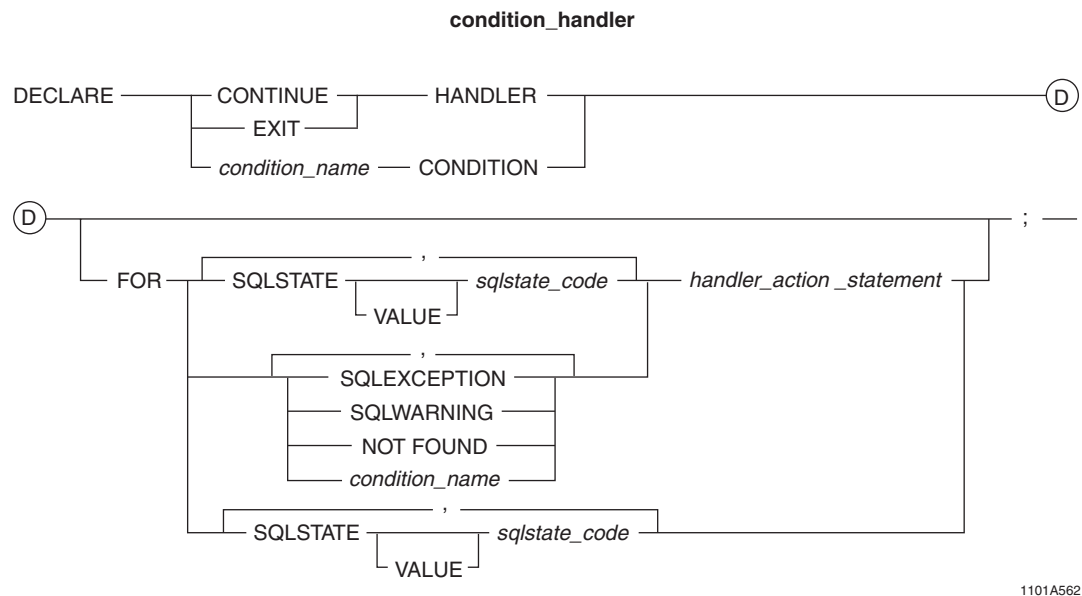 condition_handler
DECLARE CONTINUE HANDLER D
EXIT
condition_name CONDITION
D ;
,
FOR SQLSTATE sqlstate_code handler_action _statement
VALUE
,
SQLEXCEPTION
SQLWARNING
NOT FOUND
condition_name
,
SQLSTATE sqlstate_code
VALUE
1101A562